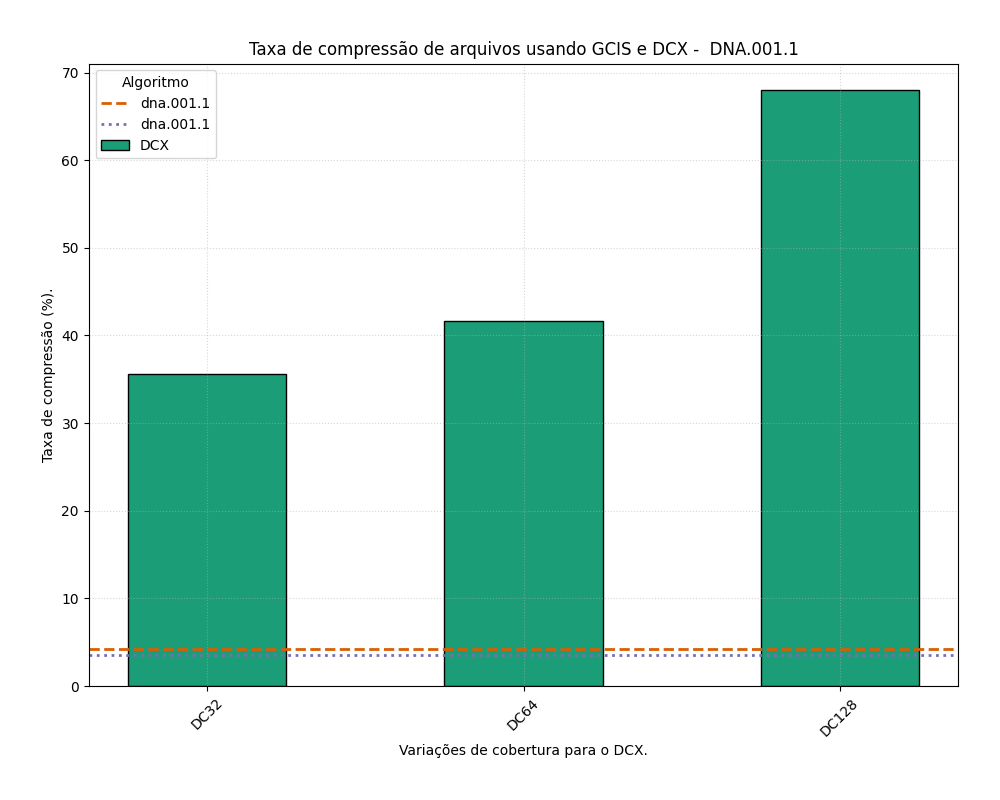 Taxa de compressão de arquivos usando GCIS e DCX -  DNA.001.1
Algoritmo
dna.001.1
dna.001.1
DCX
Taxa de compressão (%).
70
60
50
40
30
20
10
0
DC32
DC64
DC128
Variações de cobertura para o DCX.